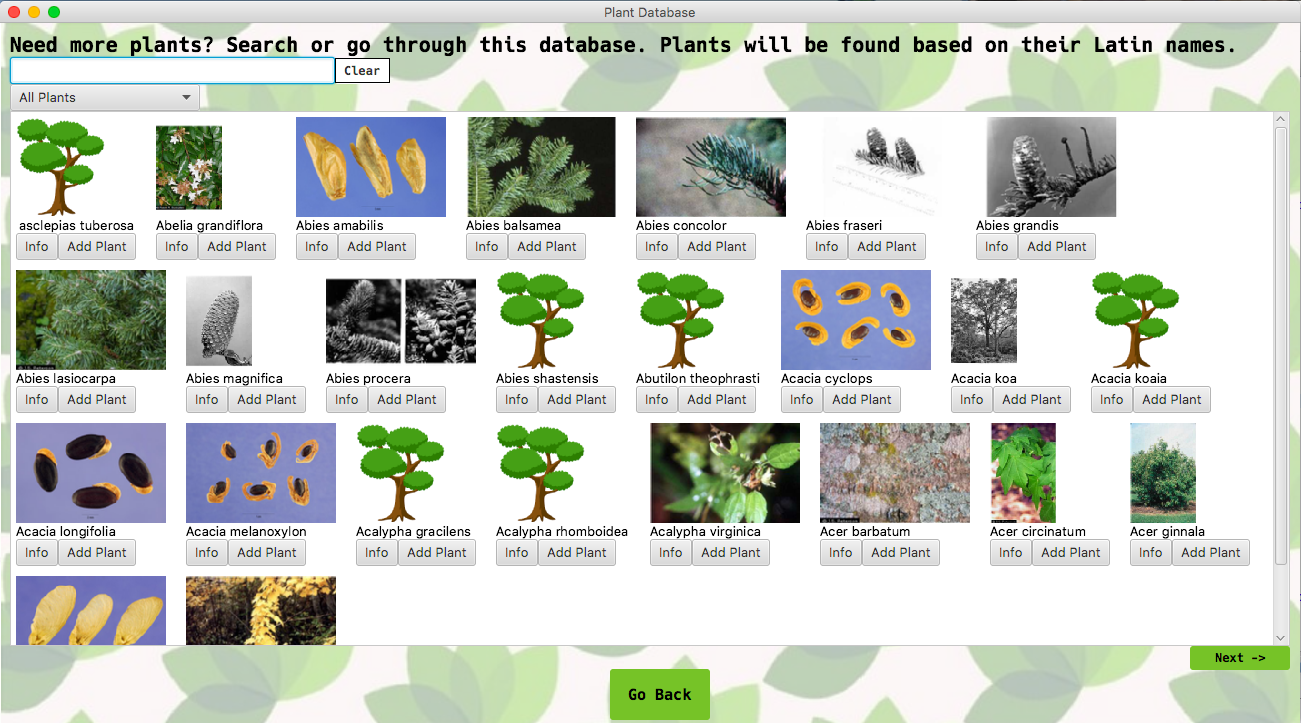 Plant Database
Need more plants? Search or go through this database. Plants will be found based on their Latin names.
Clear
All Plants
asclepias tuberosa
Abelia grandiflora
Abies amabilis
Abies balsamea
Abies concolor
Abies fraseri
Abies grandis
Info Add Plant Info Add Plant Info Add Plant Info Add Plant Info Add Plant Info Add Plant Info Add Plant
Abies lasiocarpa
Abies magnifica
Abies procera
Abies shastensis
Abutilon theophrasti
Acacia cyclops
Acacia koa
Acacia koaia
Info Add Plant Info Add Plant Info Add Plant Info Add Plant Info Add Plant Info Add Plant Info Add Plant Info Add Plant
Acacia longifolia
Acacia melanoxylon
Acalypha gracilens
Acalypha rhomboidea
Acalypha virginica
Acer barbatum
Acer circinatum
Acer ginnala
Info Add Plant Info Add Plant Info Add Plant Info Add Plant Info Add Plant Info Add Plant Info Add Plant Info Add Plant
Next ->
Go Back